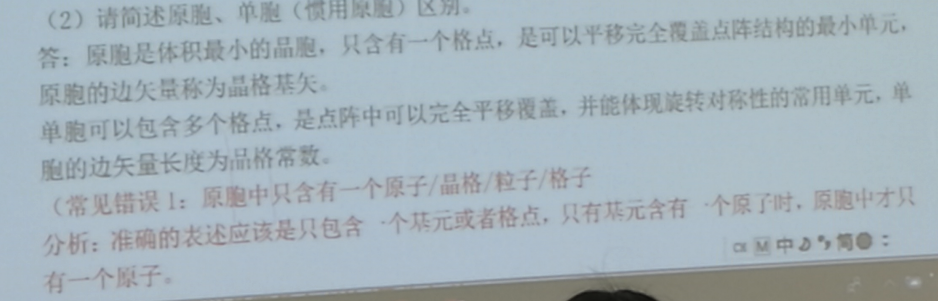 （2）请简述原胞、单胞（惯用原胞）区别。
答：原胞是体积最小的晶胞，只含有一个格点，是可以平移完全覆盖点阵结构的最小单元，
原胞的边矢量称为晶格基矢。
单胞可以包含多个格点，是点阵中可以完全平移覆盖，并能体现旋转对称性的常用单元，单
胞的边矢量长度为晶格常数。
（常见错误 1：原胞中只含有一个原子/晶格/粒子/格子
分析：准确的表述应该是只包含一个基元或者格点，只有基元含有一个原子时，原胞中才只
有一个原子。
M 中 简